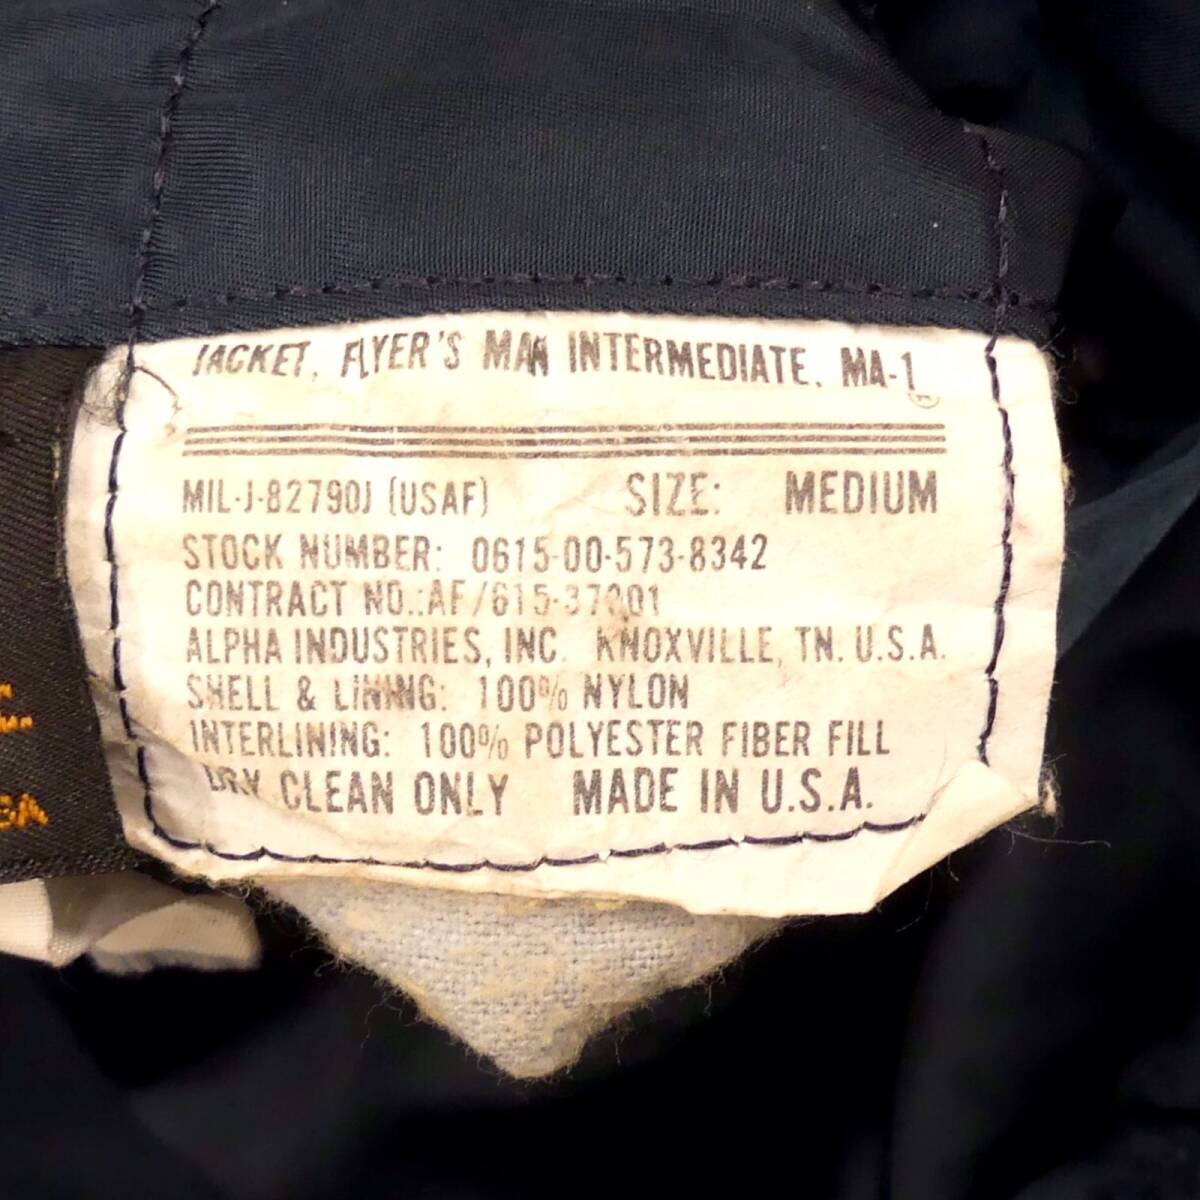 JACKET, FLYER'S MAN INTERMEDIATE, MA-1 ®
MIL-J-82790J (USAF) SIZE: MEDIUM
STOCK NUMBER: 0615-00-573-8342
CONTRACT NO.:AF/615-37001
ALPHA INDUSTRIES, INC. KNOXVILLE, TN. U.S.A.
SHELL & LINING: 100% NYLON
INTERLINING: 100% POLYESTER FIBER FILL
DRY CLEAN ONLY MADE IN U.S.A.